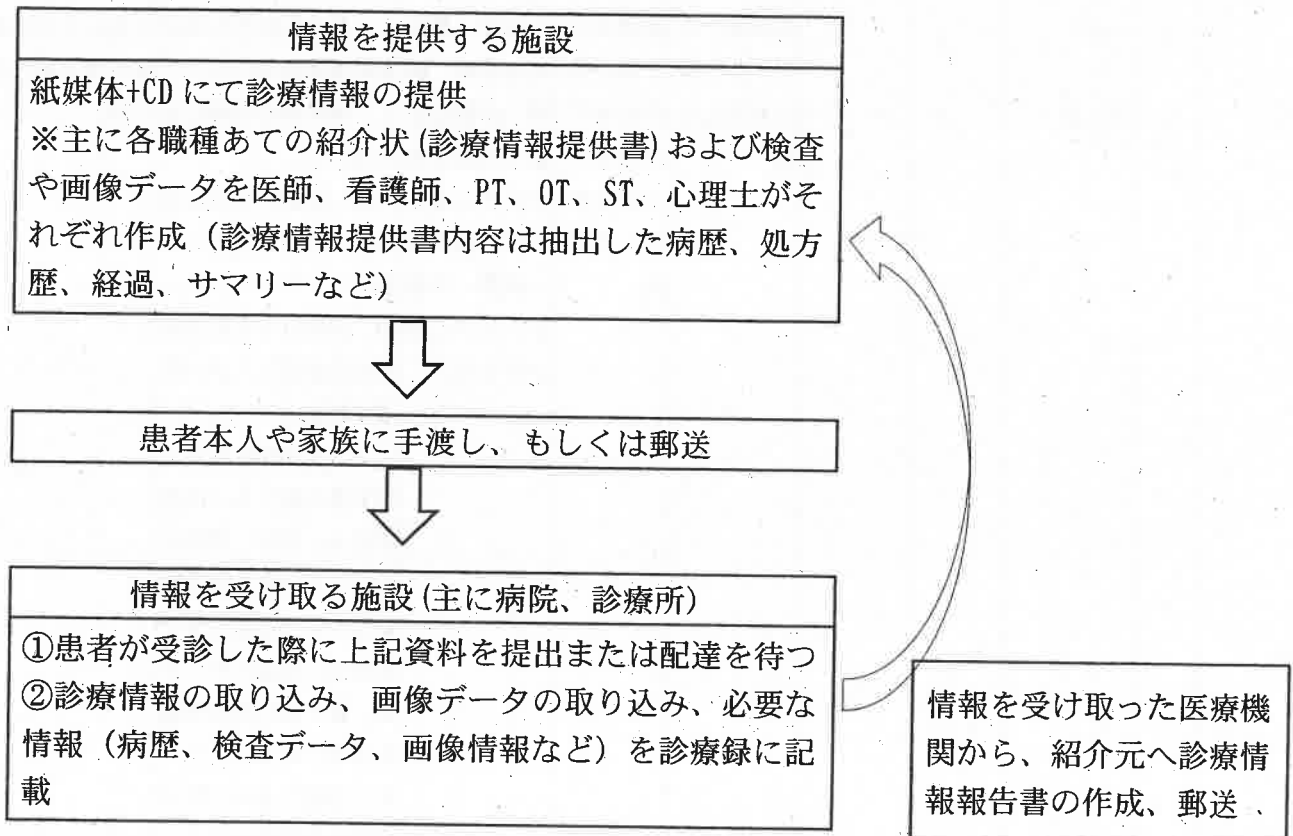 情報を提供する施設
紙媒体+CDにて診療情報の提供
※主に各職種あての紹介状(診療情報提供書)および検査
や画像データを医師、看護師、PT、OT、ST、心理士がそ
れぞれ作成（診療情報提供書内容は抽出した病歴、処方
歴、経過、サマリーなど）
患者本人や家族に手渡し、もしくは郵送
情報を受け取る施設(主に病院、診療所)
①患者が受診した際に上記資料を提出または配達を待つ
②診療情報の取り込み、画像データの取り込み、必要な
情報（病歴、検査データ、画像情報など）を診療録に記
載
情報を受け取った医療機
関から、紹介元へ診療情
報報告書の作成、郵送